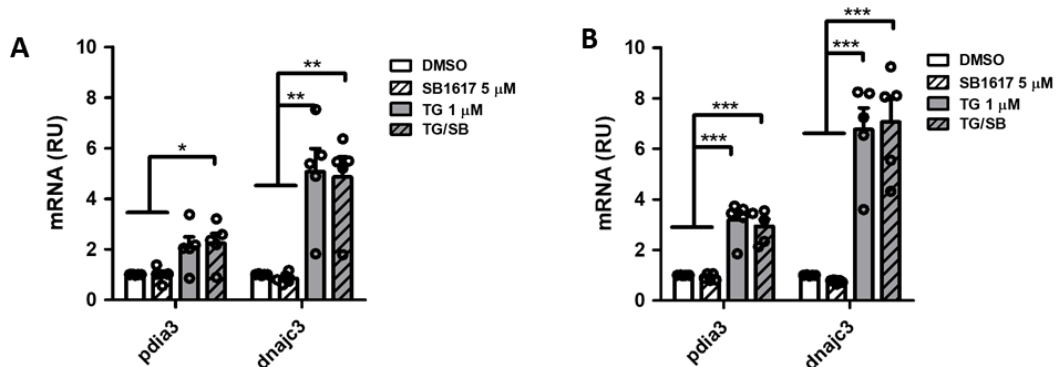 A
mRNA (RU)
10
8
6
4
2
0
*
**
**
pdia3
dnajc3
DMSO
SB1617 5 μM
TG 1 μM
TG/SB
B
mRNA (RU)
10
8
6
4
2
0
***
***
***
***
pdia3
dnajc3
DMSO
SB1617 5 μM
TG 1 μM
TG/SB